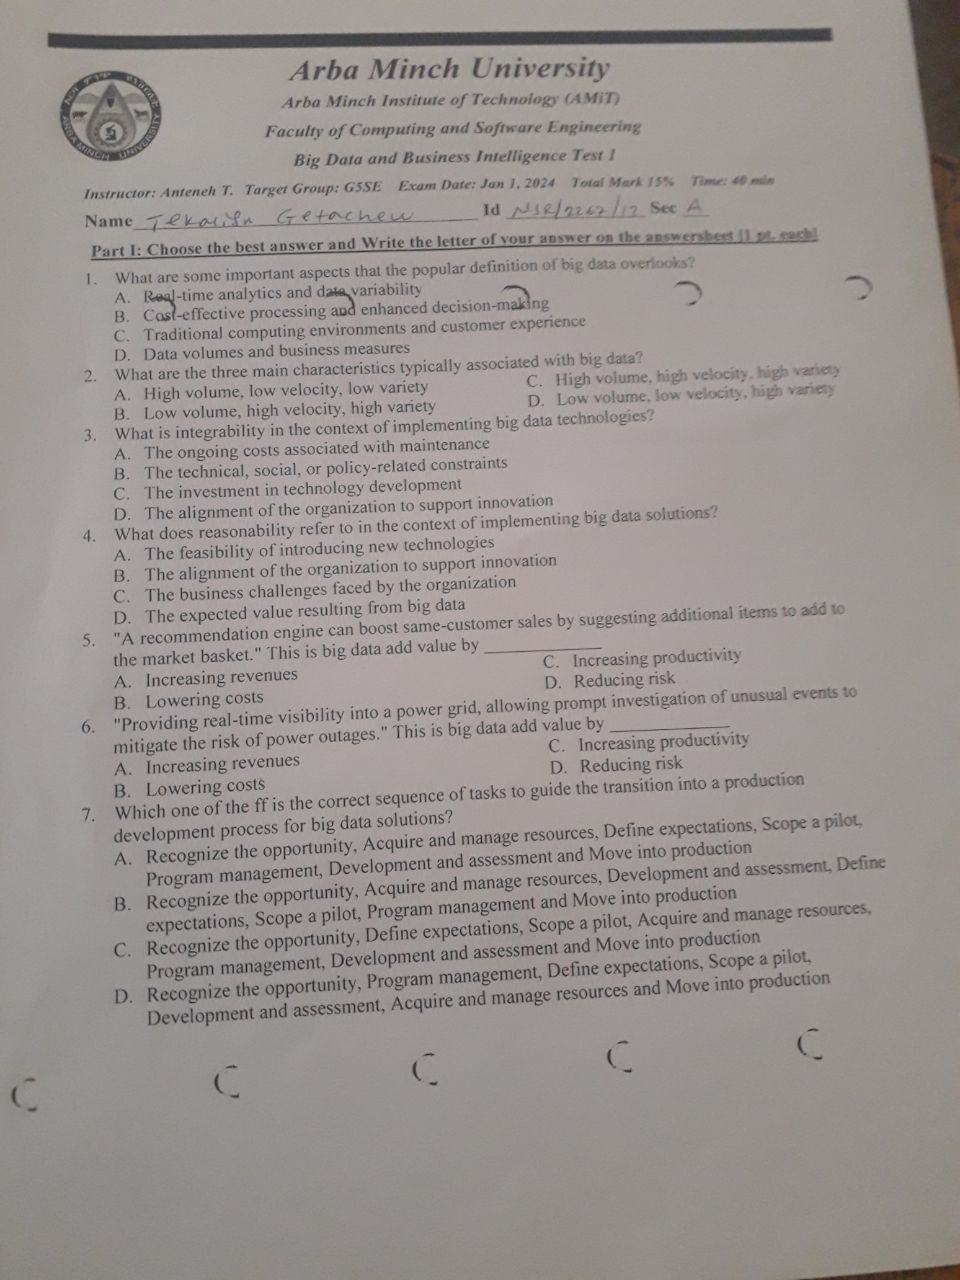 Arba Minch University
Arba Minch Institute of Technology (AMiT)
Faculty of Computing and Software Engineering
Big Data and Business Intelligence Test 1
Instructor: Anteneh T. Target Group: G5SE Exam Date: Jan 1, 2024 Total Mark 15% Time: 40 min
Name Getachew Id NSR/2262/12 Sec A
Part I: Choose the best answer and Write the letter of your answer on the answersheet [1 pt. each]
1. What are some important aspects that the popular definition of big data overlooks?
A. Real-time analytics and data variability
B. Cost-effective processing and enhanced decision-making
C. Traditional computing environments and customer experience
D. Data volumes and business measures
2. What are the three main characteristics typically associated with big data?
A. High volume, low velocity, low variety
B. Low volume, high velocity, high variety
C. High volume, high velocity, high variety
D. Low volume, low velocity, high variety
3. What is integrability in the context of implementing big data technologies?
A. The ongoing costs associated with maintenance
B. The technical, social, or policy-related constraints
C. The investment in technology development
D. The alignment of the organization to support innovation
4. What does reasonability refer to in the context of implementing big data solutions?
A. The feasibility of introducing new technologies
B. The alignment of the organization to support innovation
C. The business challenges faced by the organization
D. The expected value resulting from big data
5. "A recommendation engine can boost same-customer sales by suggesting additional items to add to
the market basket." This is big data add value by ____________
A. Increasing revenues
B. Lowering costs
C. Increasing productivity
D. Reducing risk
6. "Providing real-time visibility into a power grid, allowing prompt investigation of unusual events to
mitigate the risk of power outages." This is big data add value by ____________
A. Increasing revenues
B. Lowering costs
C. Increasing productivity
D. Reducing risk
7. Which one of the ff is the correct sequence of tasks to guide the transition into a production
development process for big data solutions?
A. Recognize the opportunity, Acquire and manage resources, Define expectations, Scope a pilot,
Program management, Development and assessment and Move into production
B. Recognize the opportunity, Acquire and manage resources, Development and assessment, Define
expectations, Scope a pilot, Program management and Move into production
C. Recognize the opportunity, Define expectations, Scope a pilot, Acquire and manage resources,
Program management, Development and assessment and Move into production
D. Recognize the opportunity, Program management, Define expectations, Scope a pilot,
Development and assessment, Acquire and manage resources and Move into production